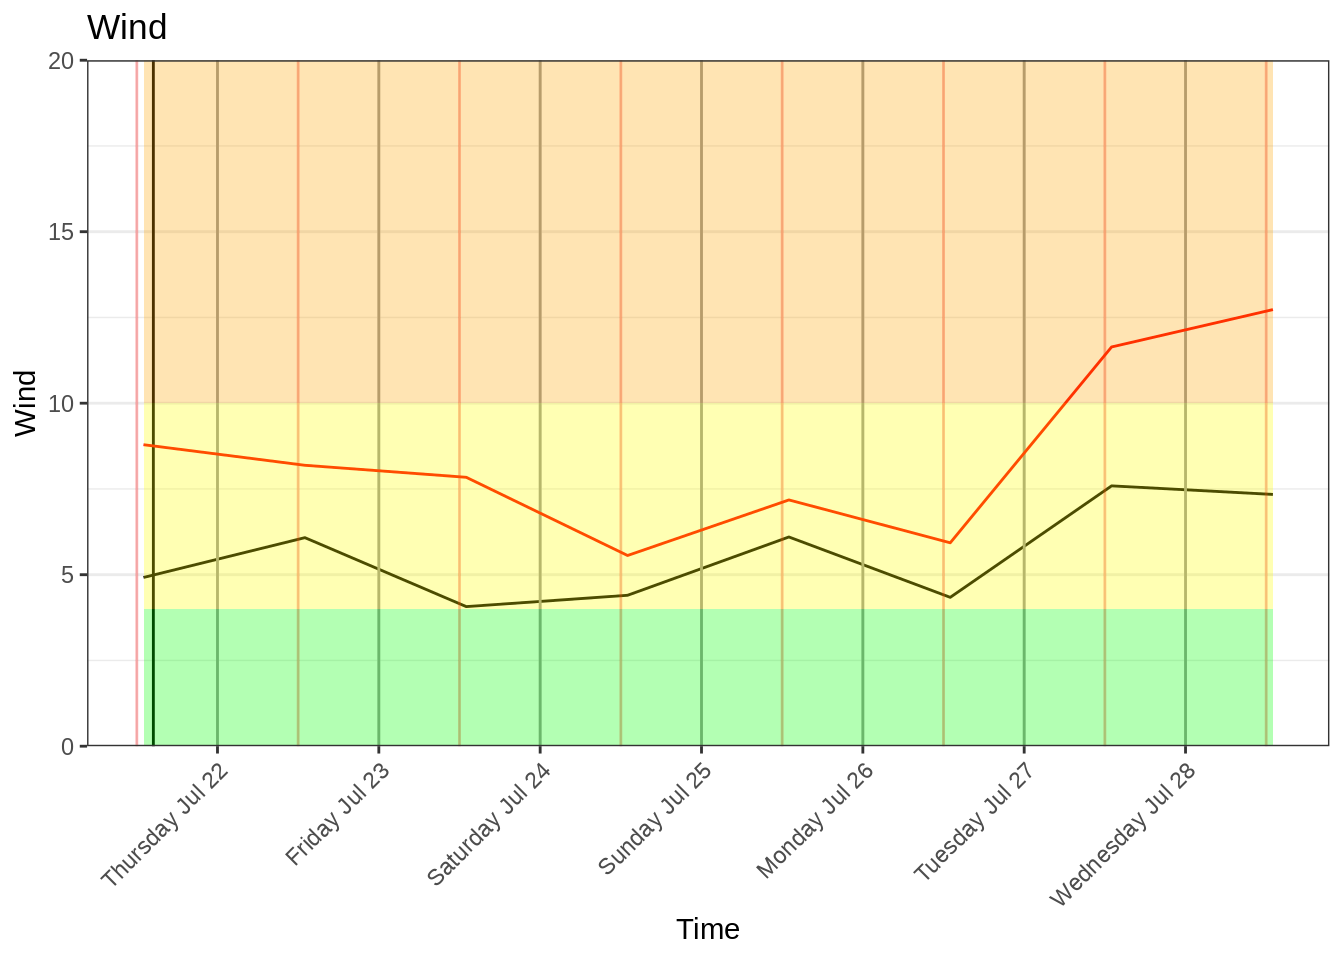 Wind
20
15
10
5
0
Wind
Thursday Jul 22
Friday Jul 23
Saturday Jul 24
Sunday Jul 25
Monday Jul 26
Tuesday Jul 27
Wednesday Jul 28
Time